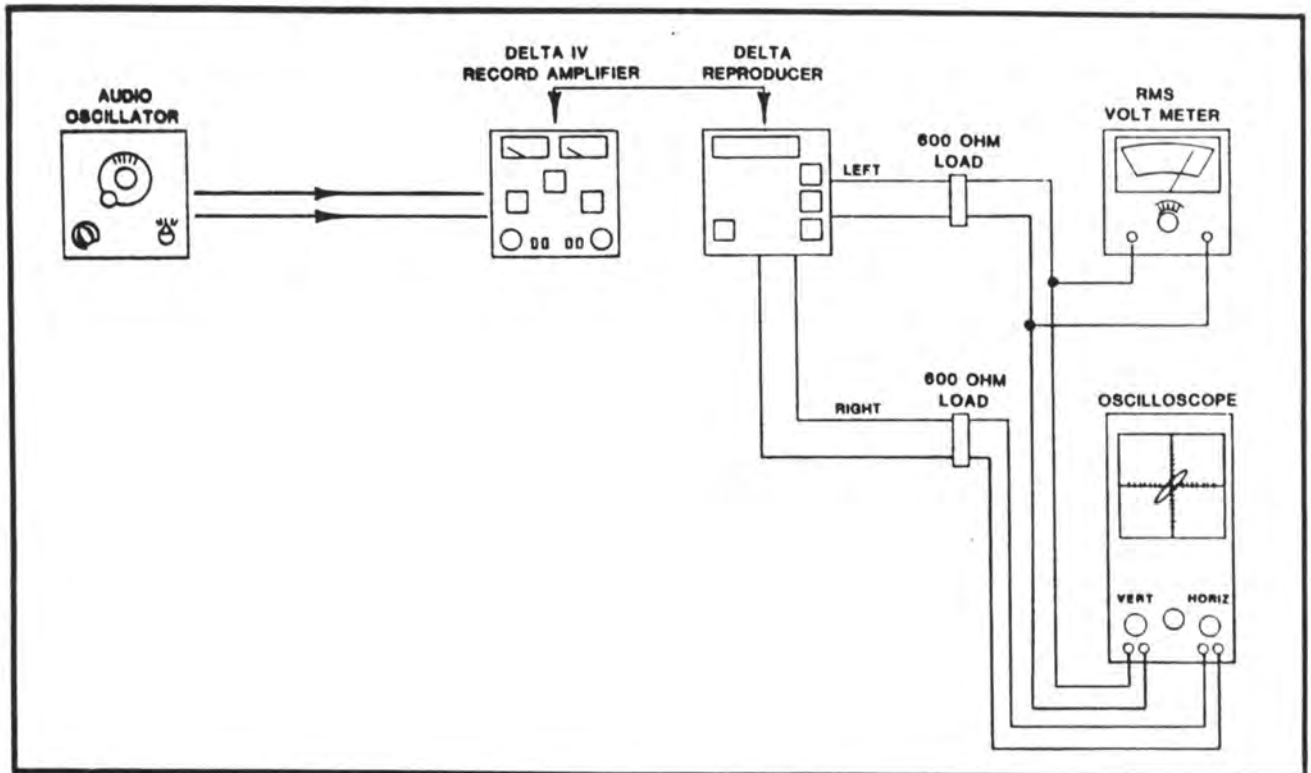 DELTA IV
RECORD AMPLIFIER
DELTA
REPRODUCER
AUDIO
OSCILLATOR
RMS
VOLT METER
600 OHM
LOAD
LEFT
600 OHM
LOAD
RIGHT
OSCILLOSCOPE
VERT
HORIZ